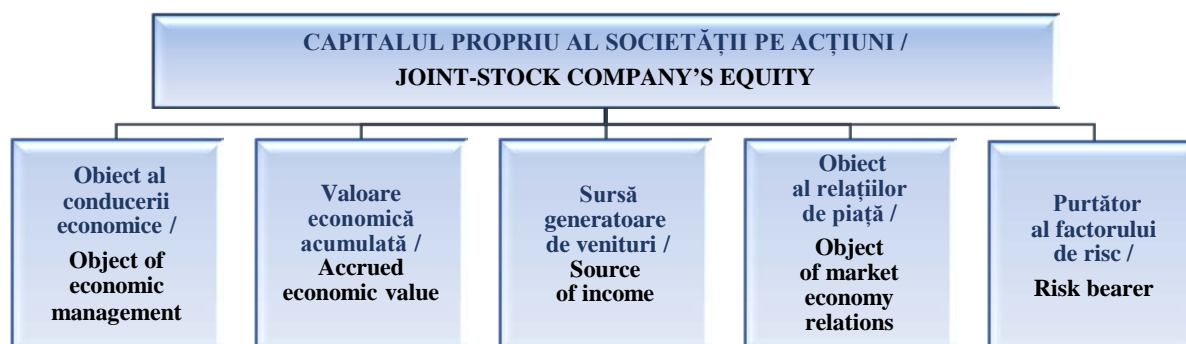 CAPITALUL PROPRIU AL SOCIETĂȚII PE ACȚIUNI /
JOINT-STOCK COMPANY'S EQUITY
Obiect al
conducerii
economice /
Object of
economic
management
Valoare
economică
acumulată /
Accrued
economic value
Sursă
generatoare
de venituri /
Source
of income
Obiect
al relațiilor
de piață /
Object
of market
economy
relations
Purtător
al factorului
de risc /
Risk bearer